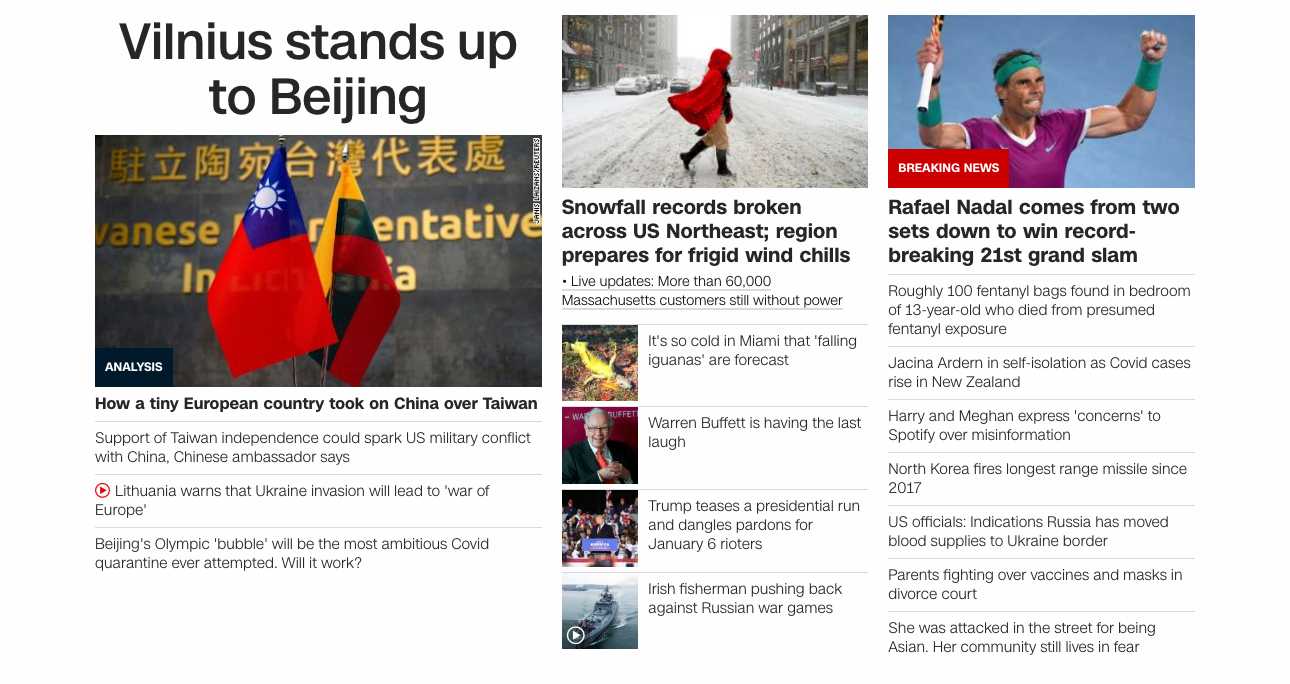 Vilnius stands up
to Beijing
駐立陶宛台灣代表處
wanese Representative
In Lithuania
JANIS LAIZANS/REUTERS
ANALYSIS
How a tiny European country took on China over Taiwan
Support of Taiwan independence could spark US military conflict
with China, Chinese ambassador says
Lithuania warns that Ukraine invasion will lead to 'war of
Europe'
Beijing's Olympic 'bubble' will be the most ambitious Covid
quarantine ever attempted. Will it work?
Snowfall records broken
across US Northeast; region
prepares for frigid wind chills
• Live updates: More than 60,000
Massachusetts customers still without power
It's so cold in Miami that 'falling
iguanas' are forecast
Warren Buffett is having the last
laugh
Trump teases a presidential run
and dangles pardons for
January 6 rioters
Irish fisherman pushing back
against Russian war games
BREAKING NEWS
Rafael Nadal comes from two
sets down to win record-
breaking 21st grand slam
Roughly 100 fentanyl bags found in bedroom
of 13-year-old who died from presumed
fentanyl exposure
Jacina Ardern in self-isolation as Covid cases
rise in New Zealand
Harry and Meghan express 'concerns' to
Spotify over misinformation
North Korea fires longest range missile since
2017
US officials: Indications Russia has moved
blood supplies to Ukraine border
Parents fighting over vaccines and masks in
divorce court
She was attacked in the street for being
Asian. Her community still lives in fear